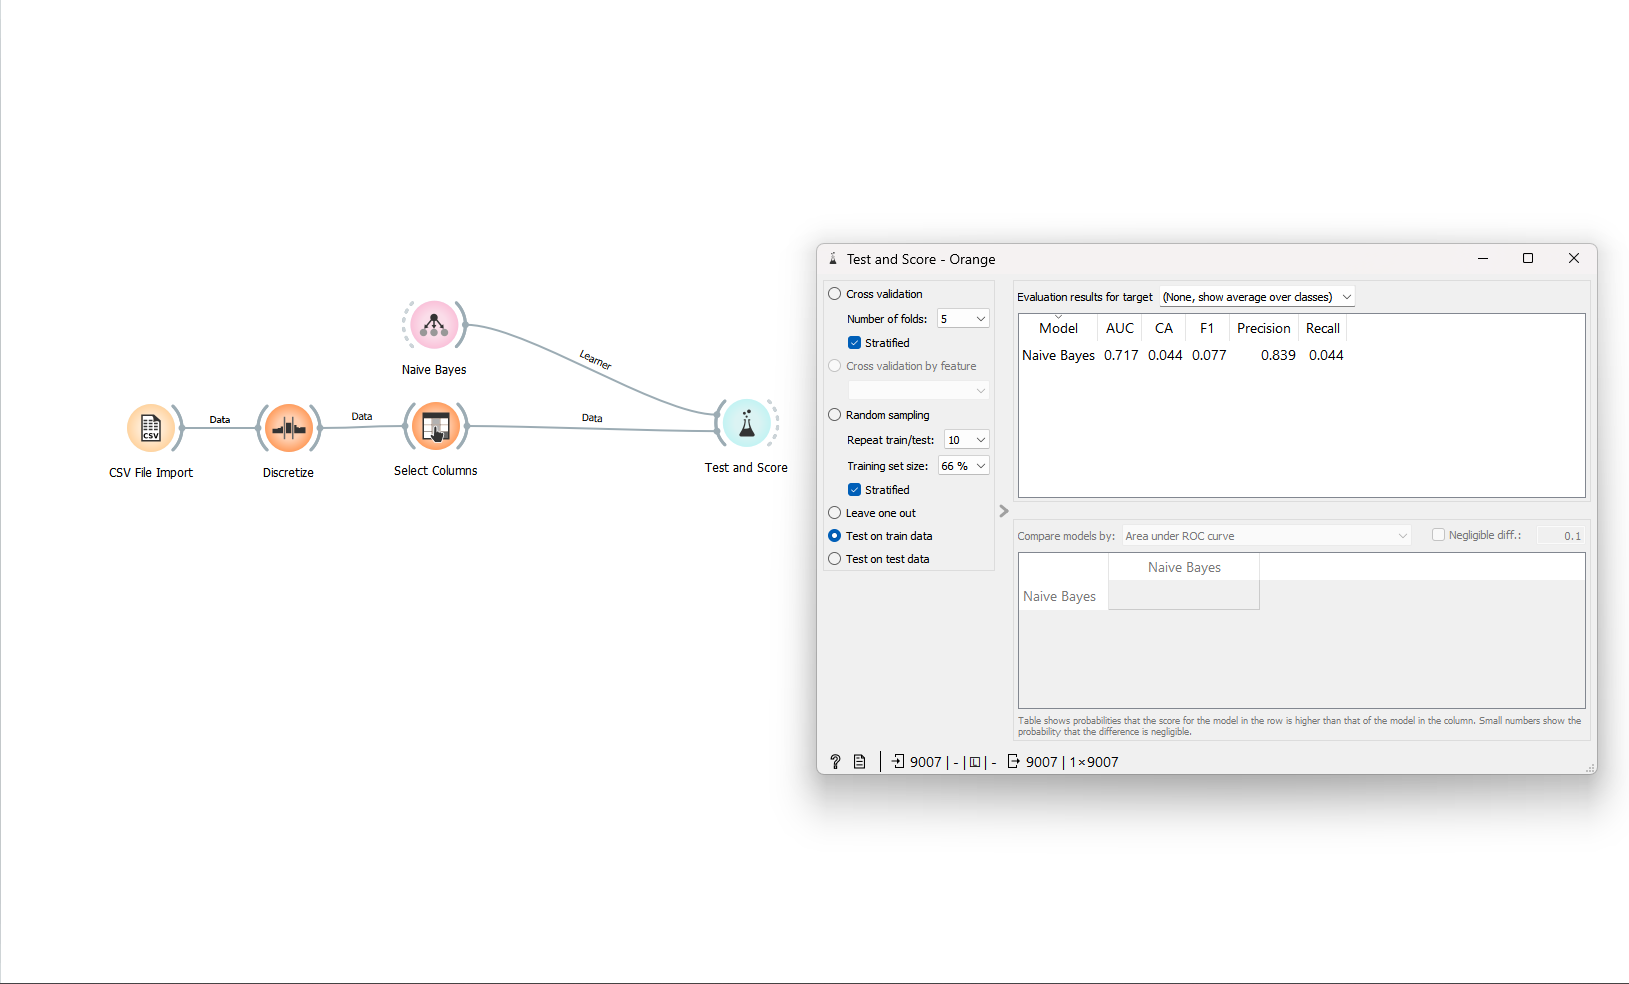 Naive Bayes
Learner
CSV
Data
Data
Data
CSV File Import
Discretize
Select Columns
Test and Score
Test and Score - Orange
Cross validation
Number of folds: 5
Stratified
Cross validation by feature
Random sampling
Repeat train/test: 10
Training set size: 66 %
Stratified
Leave one out
Test on train data
Test on test data
Evaluation results for target (None, show average over classes)
Model AUC CA F1 Precision Recall
Naive Bayes 0.717 0.044 0.077 0.839 0.044
Compare models by: Area under ROC curve Negligible diff.: 0.1
Naive Bayes
Naive Bayes
Table shows probabilities that the score for the model in the row is higher than that of the model in the column. Small numbers show the
probability that the difference is negligible.
? 9007 | - | | - 9007 | 1×9007